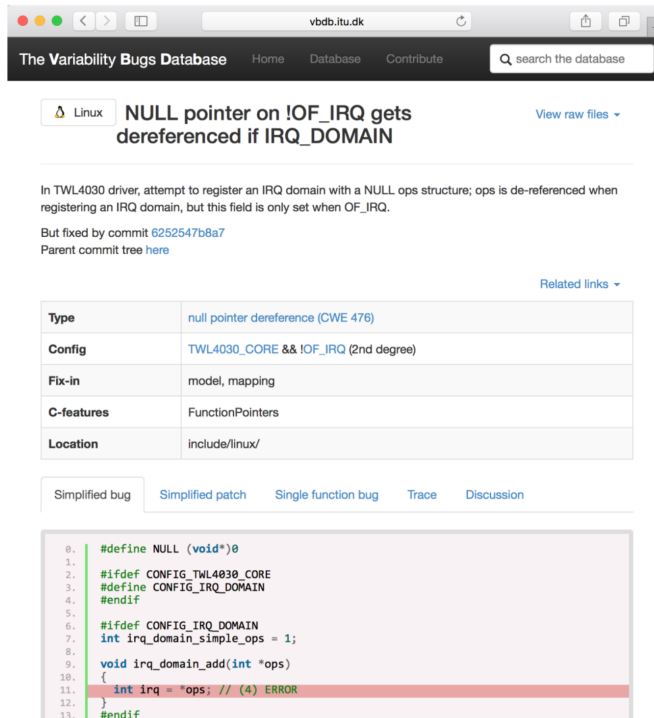 vbdb.itu.dk
The Variability Bugs Database Home Database Contribute search the database
Linux NULL pointer on !OF_IRQ gets
dereferenced if IRQ_DOMAIN
View raw files
In TWL4030 driver, attempt to register an IRQ domain with a NULL ops structure; ops is de-referenced when
registering an IRQ domain, but this field is only set when OF_IRQ.
But fixed by commit 6252547b8a7
Parent commit tree here
Related links
Type null pointer dereference (CWE 476)
Config TWL4030_CORE && !OF_IRQ (2nd degree)
Fix-in model, mapping
C-features FunctionPointers
Location include/linux/
Simplified bug Simplified patch Single function bug Trace Discussion
0. #define NULL (void*)0
1.
2. #ifdef CONFIG_TWL4030_CORE
3. #define CONFIG_IRQ_DOMAIN
4. #endif
5.
6. #ifdef CONFIG_IRQ_DOMAIN
7. int irq_domain_simple_ops = 1;
8.
9. void irq_domain_add(int *ops)
10. {
11. int irq = *ops; // (4) ERROR
12. }
13. #endif